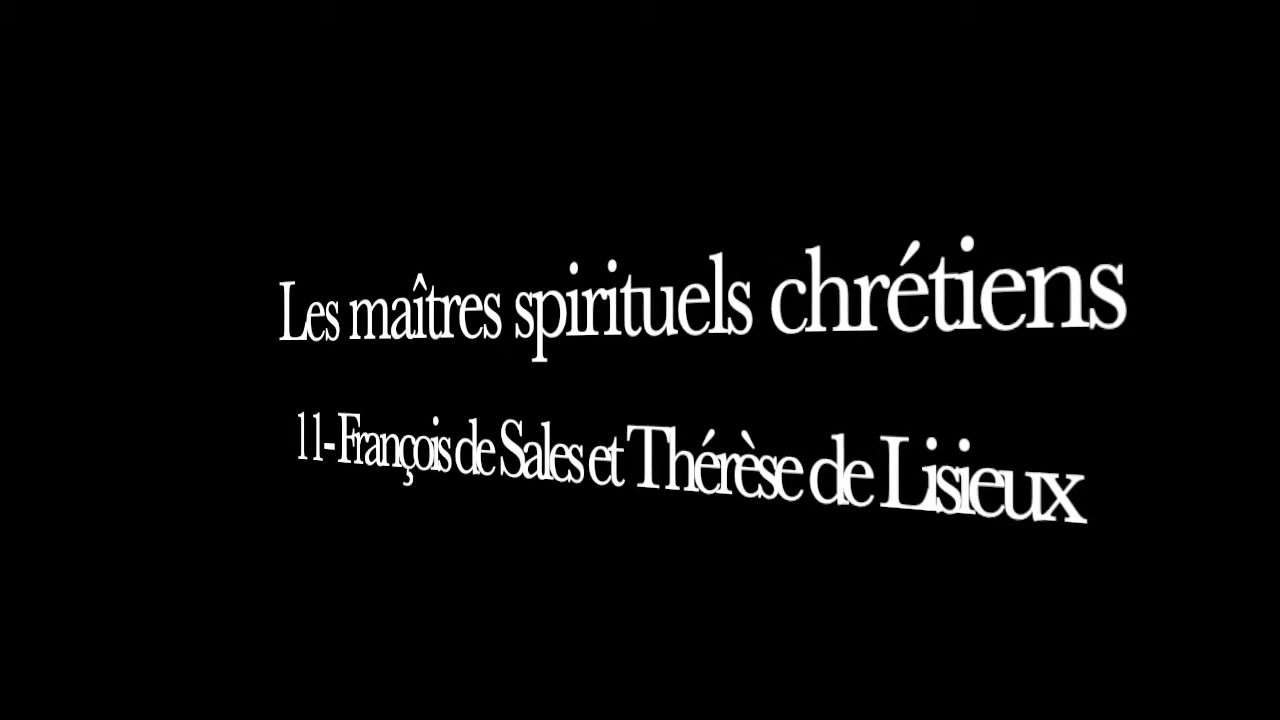 Les maîtres spirituels chrétiens
11- François de Sales et Thérèse de Lisieux